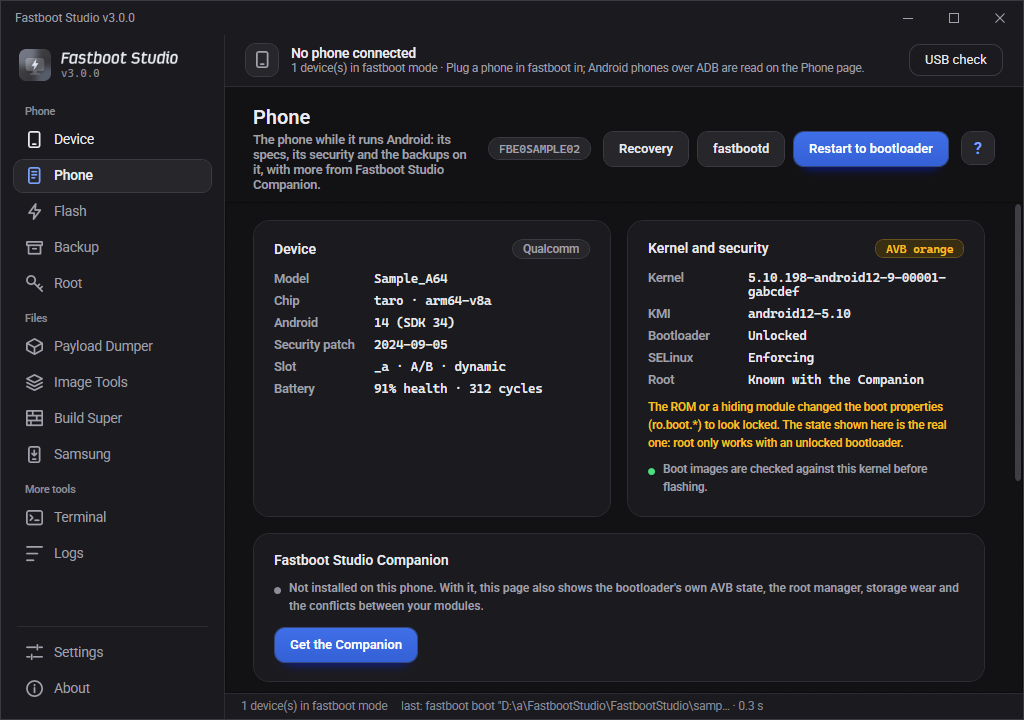 Fastboot Studio v3.0.0
Fastboot Studio
v3.0.0
Phone
Device
Phone
Flash
Backup
Root
Files
Payload Dumper
Image Tools
Build Super
Samsung
More tools
Terminal
Logs
Settings
About
No phone connected
1 device(s) in fastboot mode · Plug a phone in fastboot in; Android phones over ADB are read on the Phone page.
USB check
Phone
The phone while it runs Android: its
specs, its security and the backups on
it, with more from Fastboot Studio
Companion.
FBE0SAMPLE02
Recovery
fastbootd
Restart to bootloader
?
Device
Qualcomm
Model Sample_A64
Chip taro · arm64-v8a
Android 14 (SDK 34)
Security patch 2024-09-05
Slot _a · A/B · dynamic
Battery 91% health · 312 cycles
Kernel and security
AVB orange
Kernel 5.10.198-android12-9-00001-
gabcdef
KMI android12-5.10
Bootloader Unlocked
SELinux Enforcing
Root Known with the Companion
The ROM or a hiding module changed the boot properties
(ro.boot.*) to look locked. The state shown here is the real
one: root only works with an unlocked bootloader.
Boot images are checked against this kernel before
flashing.
Fastboot Studio Companion
Not installed on this phone. With it, this page also shows the bootloader's own AVB state, the root manager, storage wear and
the conflicts between your modules.
Get the Companion
1 device(s) in fastboot mode last: fastboot boot "D:\a\FastbootStudio\FastbootStudio\samp… · 0.3 s